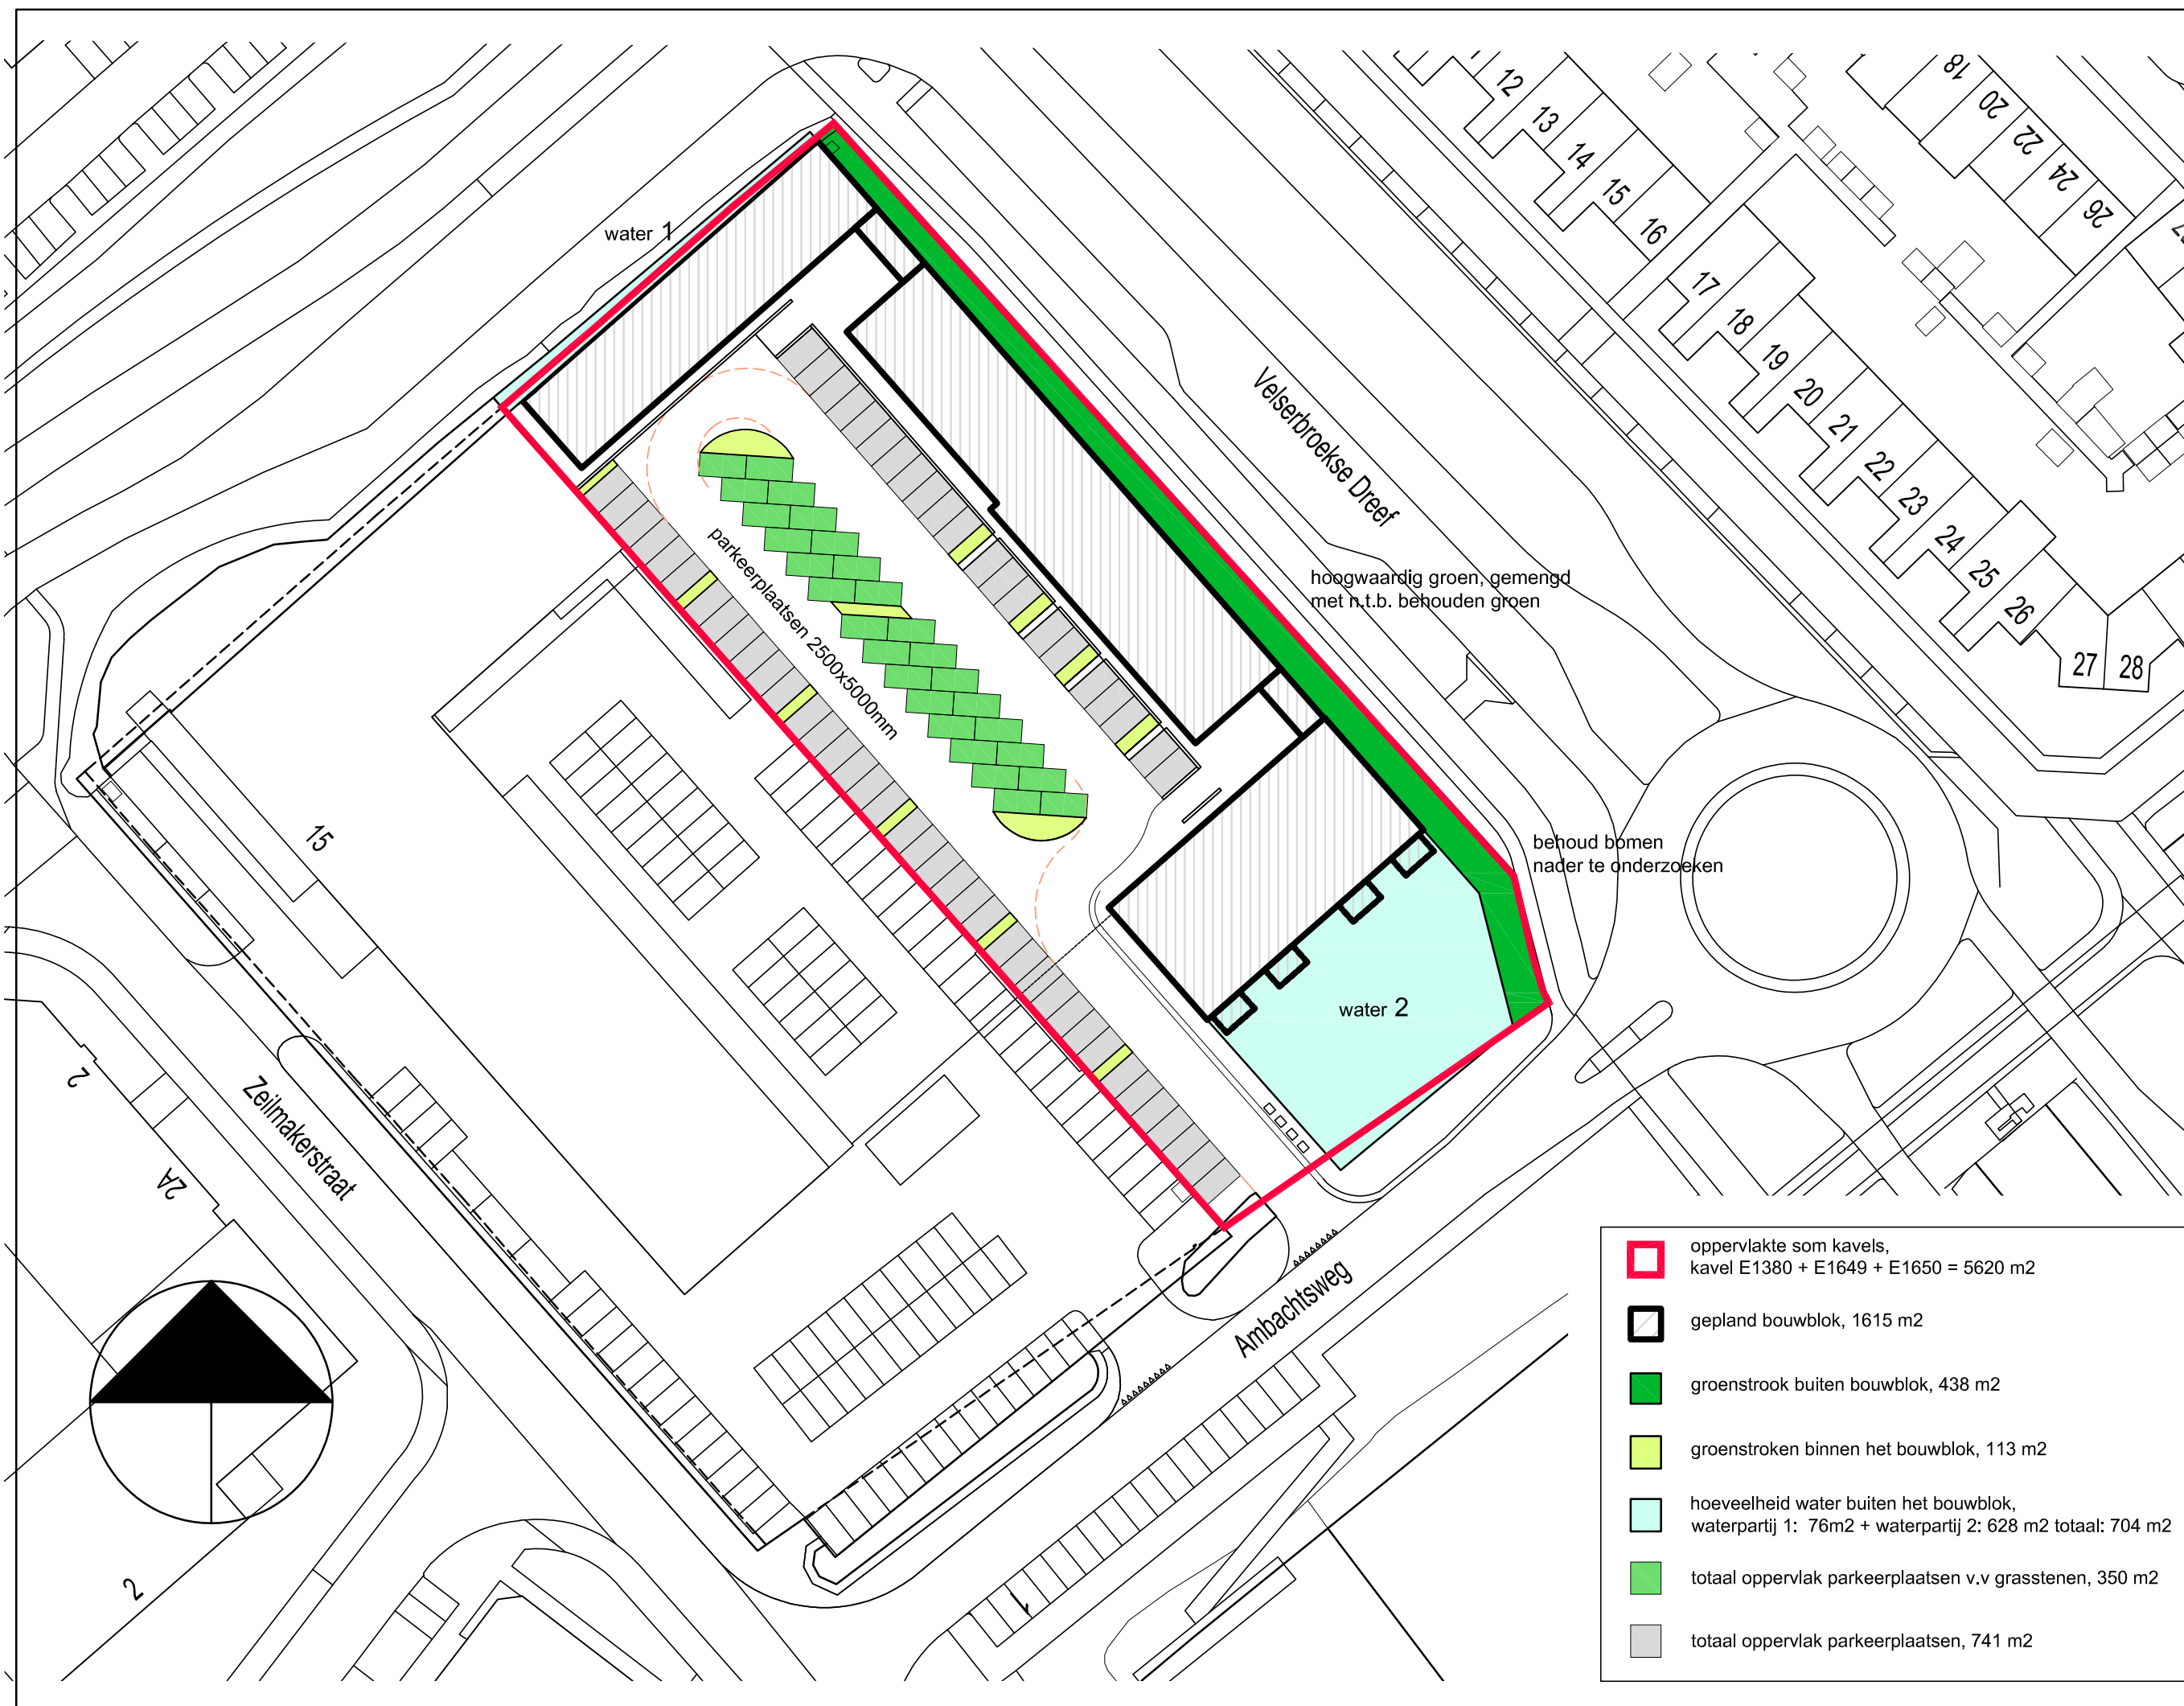 12
13
14
15
16
18
20
22
24
26
17
18
19
20
21
22
23
24
25
26
27
28
water 1
Velserbroekse Dreef
parkeerplaatsen 2500x5000mm
hoogwaardig groen, gemengd
met n.t.b. behouden groen
behoud bomen
nader te onderzoeken
water 2
15
2
2A
Zeilmakerstraat
Ambachtsweg
2
1
oppervlakte som kavels,
kavel E1380 + E1649 + E1650 = 5620 m2
gepland bouwblok, 1615 m2
groenstrook buiten bouwblok, 438 m2
groenstroken binnen het bouwblok, 113 m2
hoeveelheid water buiten het bouwblok,
waterpartij 1: 76m2 + waterpartij 2: 628 m2 totaal: 704 m2
totaal oppervlak parkeerplaatsen v.v grasstenen, 350 m2
totaal oppervlak parkeerplaatsen, 741 m2